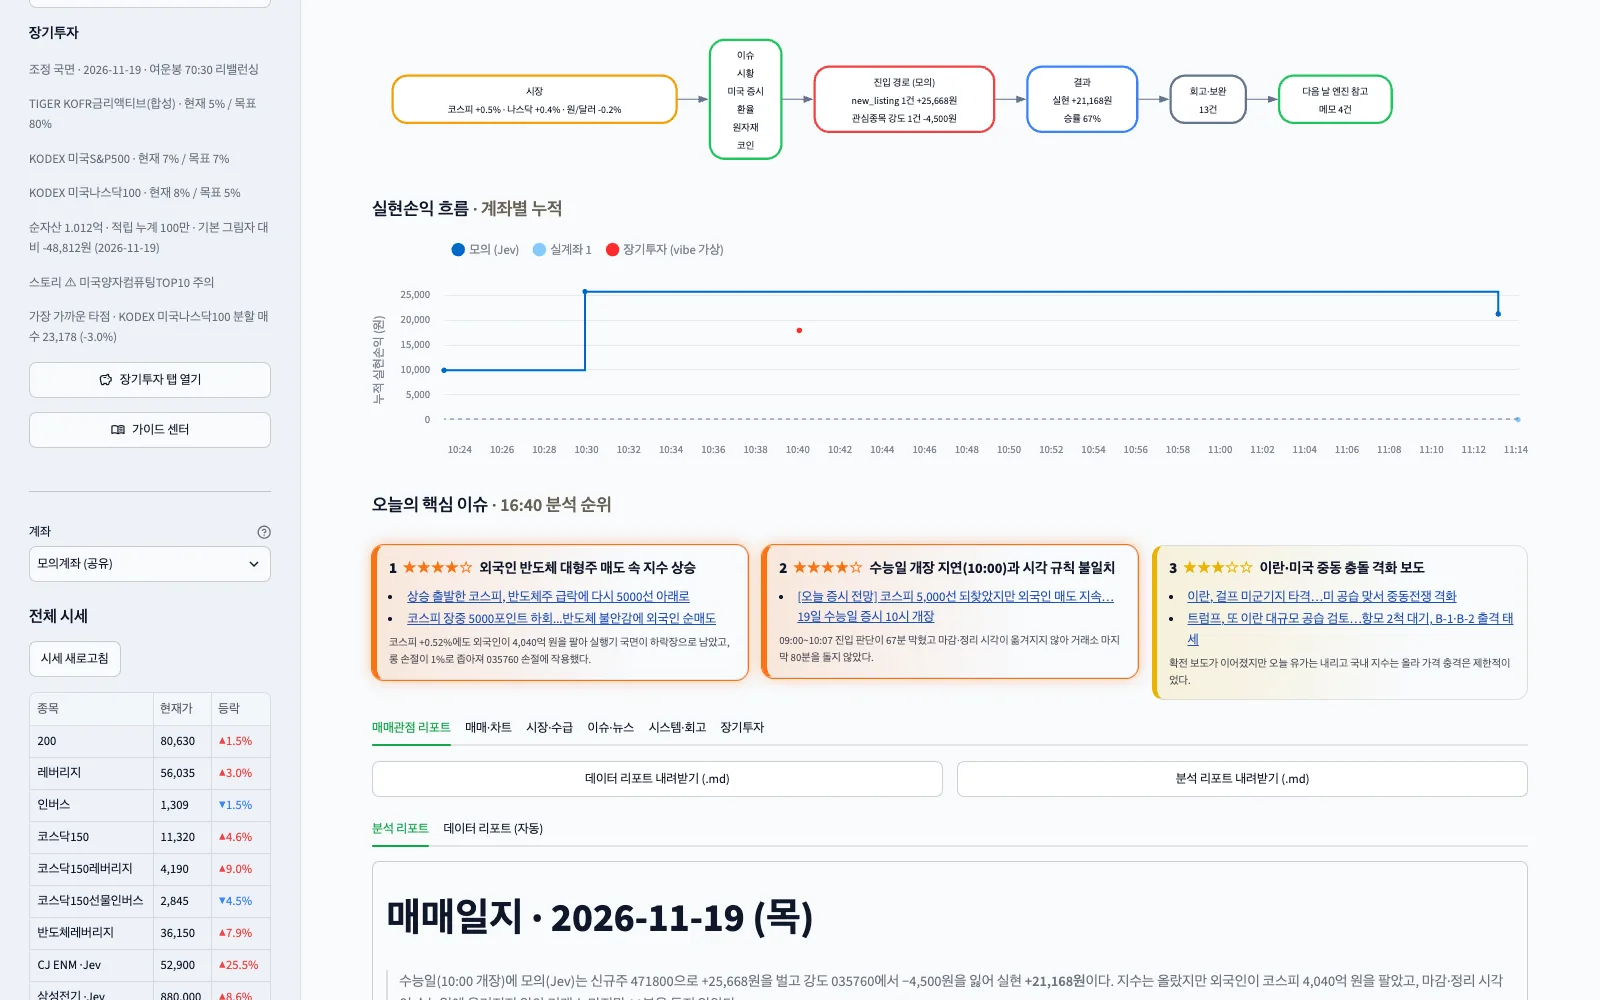 장기투자
조정 국면 · 2026-11-19 · 여운봉 70:30 리밸런싱
TIGER KOFR금리액티브(합성) · 현재 5% / 목표
80%
KODEX 미국S&P500 · 현재 7% / 목표 7%
KODEX 미국나스닥100 · 현재 8% / 목표 5%
순자산 1.012억 · 적립 누계 100만 · 기본 그림자 대
비 -48,812원 (2026-11-19)
스토리 ⚠ 미국양자컴퓨팅TOP10 주의
가장 가까운 타점 · KODEX 미국나스닥100 분할 매
수 23,178 (-3.0%)
장기투자 탭 열기
가이드 센터
계좌
모의계좌 (공유)
전체 시세
시세 새로고침
종목 현재가 등락
200 80,630 ▲1.5%
레버리지 56,035 ▲3.0%
인버스 1,309 ▼1.5%
코스닥150 11,320 ▲4.6%
코스닥150레버리지 4,190 ▲9.0%
코스닥150선물인버스 2,845 ▼4.5%
반도체레버리지 36,150 ▲7.9%
CJ ENM ·Jev 52,900 ▲25.5%
삼성전기 ·Jev 880,000 ▲8.6%
시장
코스피 +0.5% · 나스닥 +0.4% · 원/달러 -0.2%
이슈
시황
미국 증시
환율
원자재
코인
진입 경로 (모의)
new_listing 1건 +25,668원
관심종목 강도 1건 -4,500원
결과
실현 +21,168원
승률 67%
회고·보완
13건
다음 날 엔진 참고
메모 4건
실현손익 흐름 · 계좌별 누적
모의 (Jev) 실계좌 1 장기투자 (vibe 가상)
누적 실현손익 (원)
25,000
20,000
15,000
10,000
5,000
0
10:24 10:26 10:28 10:30 10:32 10:34 10:36 10:38 10:40 10:42 10:44 10:46 10:48 10:50 10:52 10:54 10:56 10:58 11:00 11:02 11:04 11:06 11:08 11:10 11:12 11:14
오늘의 핵심 이슈 · 16:40 분석 순위
1 ★★★★☆ 외국인 반도체 대형주 매도 속 지수 상승
• 상승 출발한 코스피, 반도체주 급락에 다시 5000선 아래로
• 코스피 장중 5000포인트 하회...반도체 불안감에 외국인 순매도
코스피 +0.52%에도 외국인이 4,040억 원을 팔아 실행기 국면이 하락장으로 남았고,
롱 손절이 1%로 좁아져 035760 손절에 작용했다.
2 ★★★★☆ 수능일 개장 지연(10:00)과 시각 규칙 불일치
• [오늘 증시 전망] 코스피 5,000선 되찾았지만 외국인 매도 지속…
19일 수능일 증시 10시 개장
09:00~10:07 진입 판단이 67분 막혔고 마감·정리 시각이 옮겨지지 않아 거래소 마지
막 80분을 돌지 않았다.
3 ★★★☆☆ 이란·미국 중동 충돌 격화 보도
• 이란, 걸프 미군기지 타격…미 공습 맞서 중동전쟁 격화
• 트럼프, 또 이란 대규모 공습 검토…항모 2척 대기, B-1·B-2 출격 태
세
확전 보도가 이어졌지만 오늘 유가는 내리고 국내 지수는 올라 가격 충격은 제한적이
었다.
매매관점 리포트 매매·차트 시장·수급 이슈·뉴스 시스템·회고 장기투자
데이터 리포트 내려받기 (.md) 분석 리포트 내려받기 (.md)
분석 리포트 데이터 리포트 (자동)
매매일지 · 2026-11-19 (목)
수능일(10:00 개장)에 모의(Jev)는 신규주 471800으로 +25,668원을 벌고 강도 035760에서 −4,500원을 잃어 실현 +21,168원이다. 지수는 올랐지만 외국인이 코스피 4,040억 원을 팔았고, 마감·정리 시각